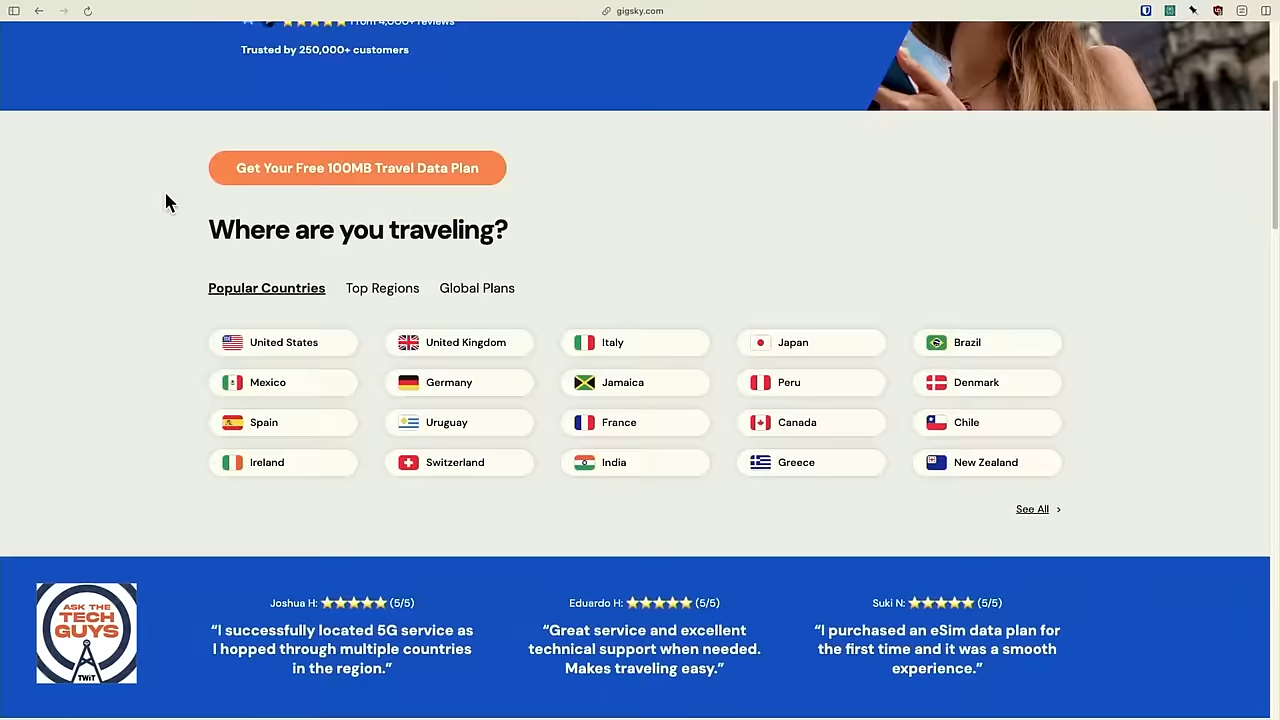 gigsky.com
From 4,000+ reviews
Trusted by 250,000+ customers
Get Your Free 100MB Travel Data Plan
Where are you traveling?
Popular Countries Top Regions Global Plans
United States United Kingdom Italy Japan Brazil
Mexico Germany Jamaica Peru Denmark
Spain Uruguay France Canada Chile
Ireland Switzerland India Greece New Zealand
See All >
ASK THE
TECH
GUYS
TWiT
Joshua H: ⭐⭐⭐⭐⭐ (5/5)
“I successfully located 5G service as
I hopped through multiple countries
in the region.”
Eduardo H: ⭐⭐⭐⭐⭐ (5/5)
“Great service and excellent
technical support when needed.
Makes traveling easy.”
Suki N: ⭐⭐⭐⭐⭐ (5/5)
“I purchased an eSim data plan for
the first time and it was a smooth
experience.”